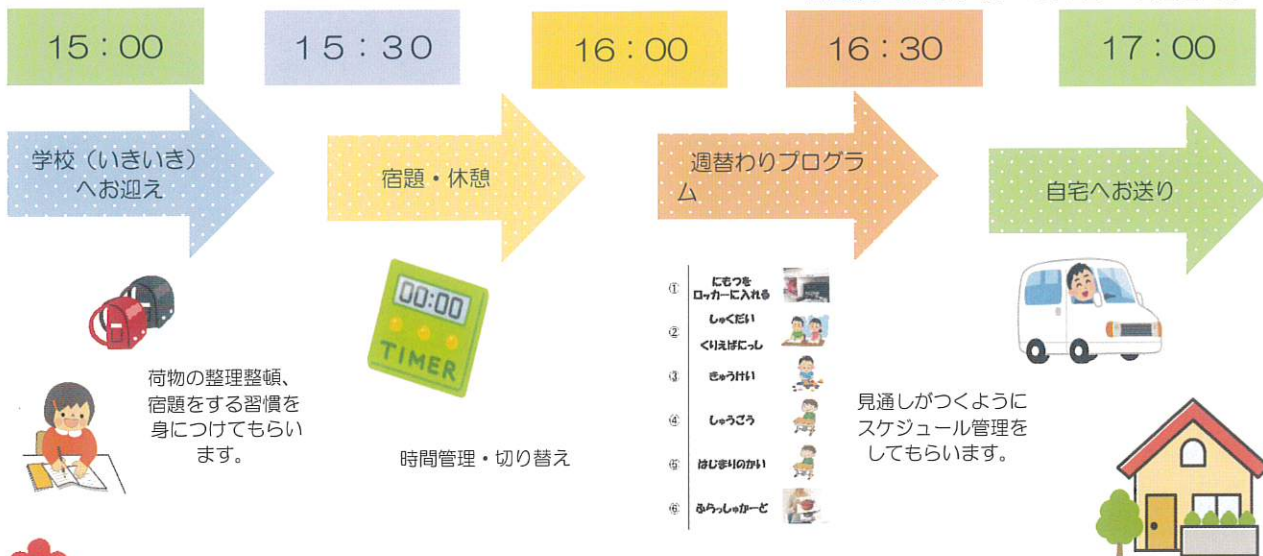 15：00
15：30
16：00
16：30
17：00
学校（いきいき）
へお迎え
宿題・休憩
週替わりプログラ
ム
自宅へお送り
荷物の整理整頓、
宿題をする習慣を
身につけてもらい
ます。
00:00
TIMER
時間管理・切り替え
① にもつを
ロッカーに入れる
② しゅくだい
くりえばにっし
③ きゅうけい
④ しゅうごう
⑤ はじまりのかい
⑥ ふらっしゅかーど
見通しがつくように
スケジュール管理を
してもらいます。